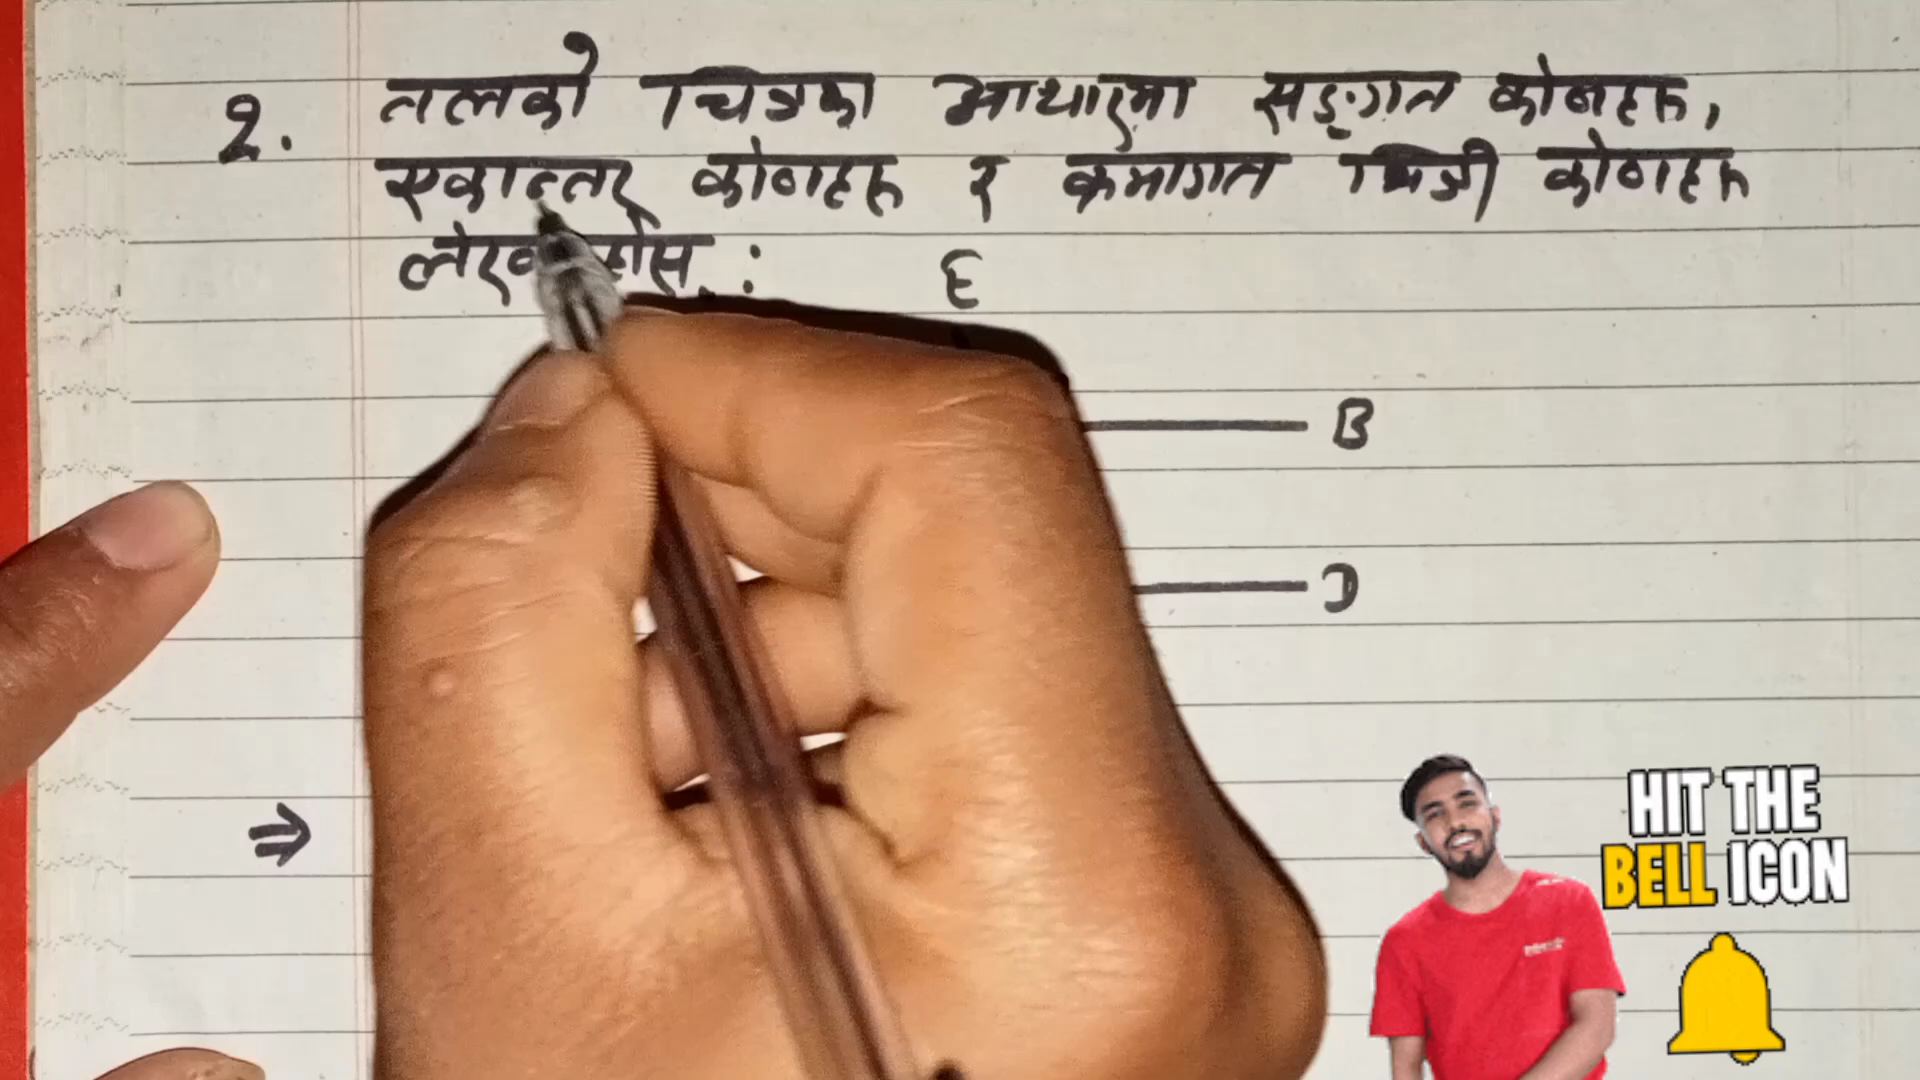 2. तलको चित्रका आधारमा सङ्गत कोणहरू,
एकान्तर कोणहरू र क्रमागत भित्री कोणहरू
E
B
D
⇒
HIT THE
BELL ICON